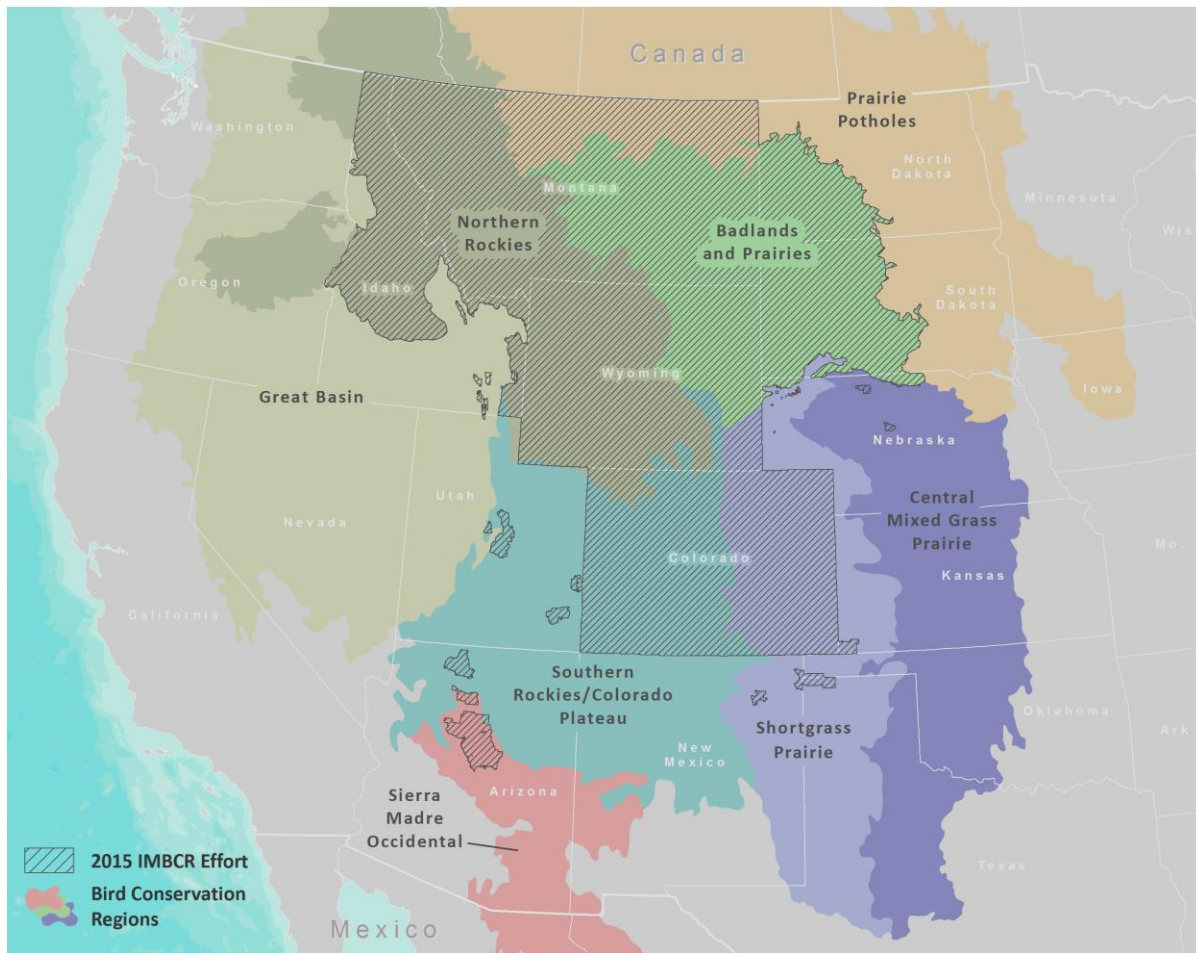 Canada
Prairie
Potholes
Washington
North
Dakota
Montana
Minnesota
Northern
Rockies
Badlands
and Prairies
Wis
Oregon
Idaho
South
Dakota
Wyoming
Iowa
Great Basin
Nebraska
Utah
Central
Mixed Grass
Prairie
Nevada
Colorado
Mo.
Kansas
California
Southern
Rockies/Colorado
Plateau
Oklahoma
Shortgrass
Prairie
Ark.
New
Mexico
Arizona
Sierra
Madre
Occidental
Texas
2015 IMBCR Effort
Bird Conservation
Regions
Mexico